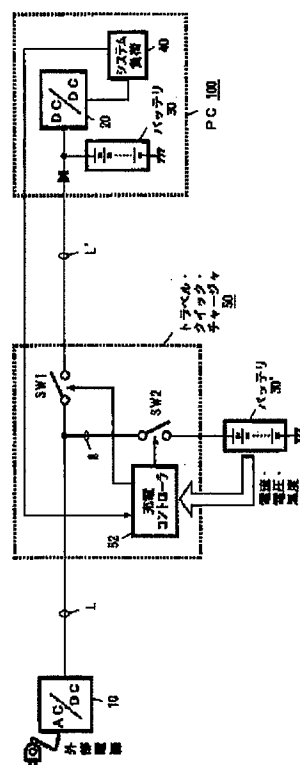 外接電源
AC/DC
10
L
トラベル・
クイック・
チャージャ
50
SW1
SW2
充電
コントローラ
52
バッテリ
30'
電流・
電圧・
温度
L'
PC 100
DC/DC
20
システム
負荷
40
バッテリ
30